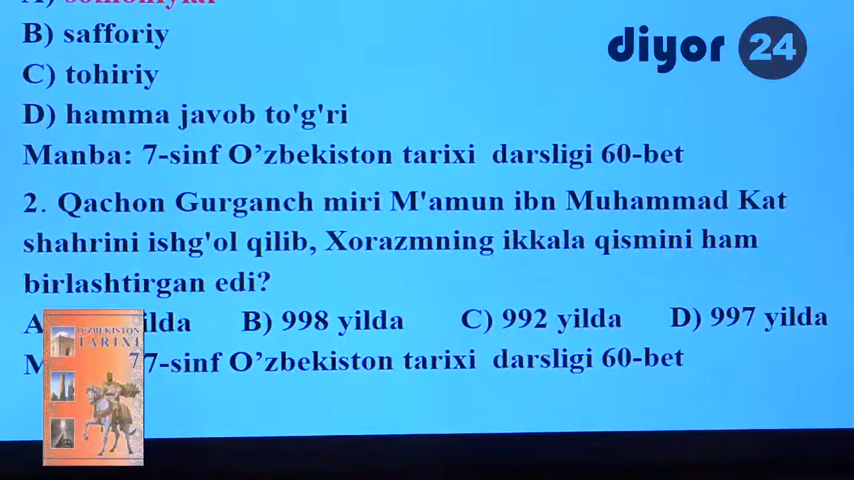 B) safforiy
C) tohiriy
D) hamma javob to'g'ri
Manba: 7-sinf O’zbekiston tarixi darsligi 60-bet
2. Qachon Gurganch miri M'amun ibn Muhammad Kat
shahrini ishg'ol qilib, Xorazmning ikkala qismini ham
birlashtirgan edi?
B) 998 yilda C) 992 yilda D) 997 yilda
7-sinf O’zbekiston tarixi darsligi 60-bet
diyor 24
O'ZBEKISTON
TARIXI
7